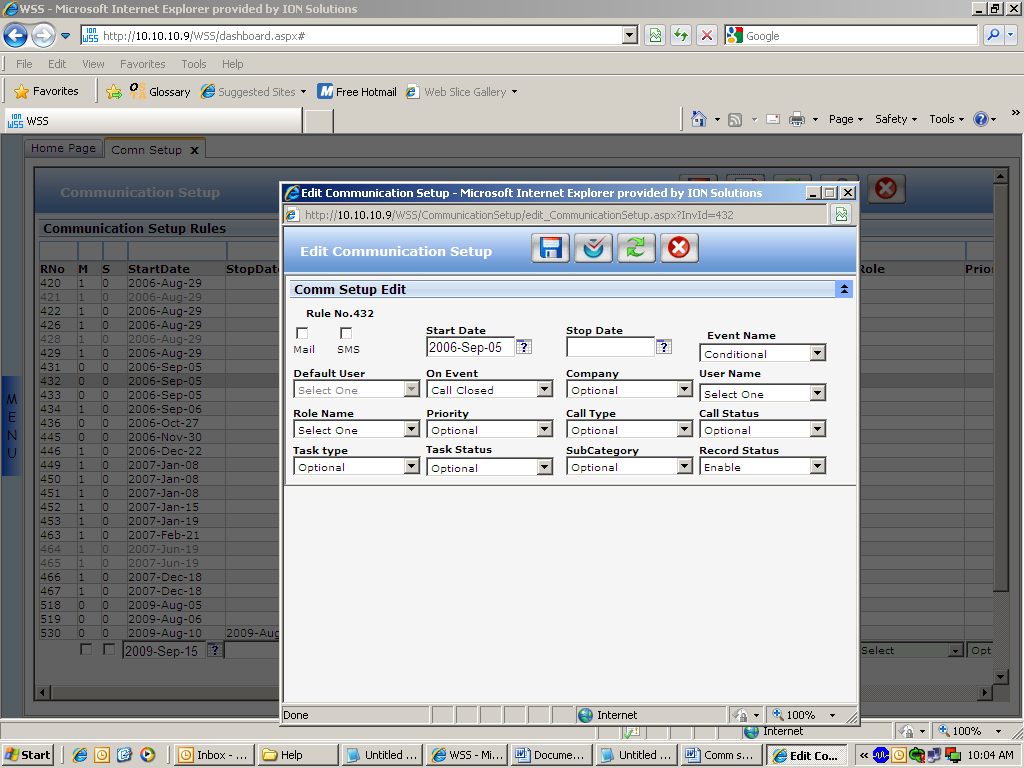 WSS - Microsoft Internet Explorer provided by ION Solutions
ION WSS http://10.10.10.9/WSS/dashboard.aspx# Google
File Edit View Favorites Tools Help
Favorites Glossary Suggested Sites Free Hotmail Web Slice Gallery
ION WSS WSS Page Safety Tools »
Home Page Comn Setup x
Communication Setup
Communication Setup Rules
RNo M S StartDate StopDate Role Prior
420 1 0 2006-Aug-29
421 1 0 2006-Aug-29
422 1 0 2006-Aug-29
426 1 0 2006-Aug-29
428 1 0 2006-Aug-29
429 1 0 2006-Aug-29
431 0 0 2006-Sep-05
432 0 0 2006-Sep-05
433 0 0 2006-Sep-05
434 1 0 2006-Sep-06
436 0 0 2006-Oct-27
445 0 0 2006-Nov-30
446 0 0 2006-Dec-22
449 1 0 2007-Jan-08
450 1 0 2007-Jan-08
451 1 0 2007-Jan-08
452 1 0 2007-Jan-15
453 1 0 2007-Jan-19
463 1 0 2007-Feb-21
464 1 0 2007-Jun-19
465 1 0 2007-Jun-19
466 1 0 2007-Dec-18
467 1 0 2007-Dec-18
518 0 0 2009-Aug-05
519 0 0 2009-Aug-06
530 0 0 2009-Aug-10 2009-Aug
2009-Sep-15 ? Select Opt
M
E
N
U
Edit Communication Setup - Microsoft Internet Explorer provided by ION Solutions
http://10.10.10.9/WSS/CommunicationSetup/edit_CommunicationSetup.aspx?InvId=432
Edit Communication Setup
Comm Setup Edit
Rule No.432
Mail SMS
Start Date Stop Date Event Name
2006-Sep-05 ? ? Conditional
Default User On Event Company User Name
Select One Call Closed Optional Select One
Role Name Priority Call Type Call Status
Select One Optional Optional Optional
Task type Task Status SubCategory Record Status
Optional Optional Optional Enable
Done Internet 100%
Internet 100%
Start Inbox - ... Help Untitled ... WSS - Mi... Docume... Untitled ... Comm s... Edit Co... « 10:04 AM